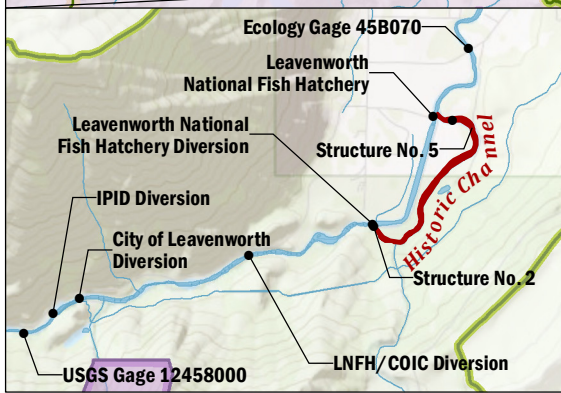 Ecology Gage 45B070
Leavenworth
National Fish Hatchery
Leavenworth National
Fish Hatchery Diversion
Structure No. 5
Historic Channel
IPID Diversion
City of Leavenworth
Diversion
Structure No. 2
LNFH/COIC Diversion
USGS Gage 12458000